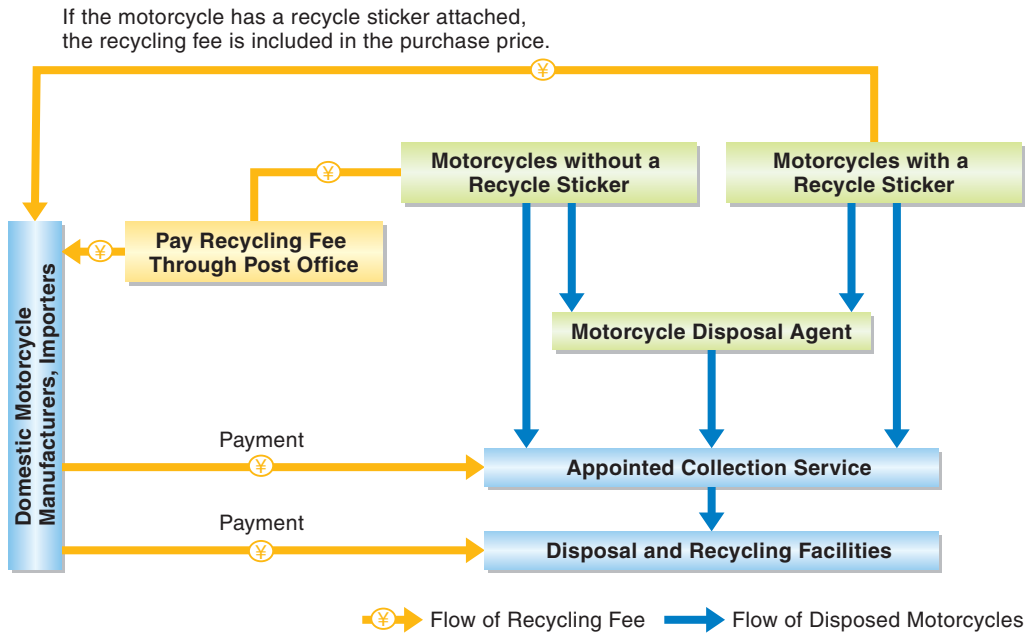 If the motorcycle has a recycle sticker attached,
the recycling fee is included in the purchase price.
¥
Motorcycles without a
Recycle Sticker
Motorcycles with a
Recycle Sticker
¥
Pay Recycling Fee
Through Post Office
¥
Domestic Motorcycle
Manufacturers, Importers
Motorcycle Disposal Agent
Payment
¥
Appointed Collection Service
Payment
¥
Disposal and Recycling Facilities
¥ Flow of Recycling Fee
Flow of Disposed Motorcycles